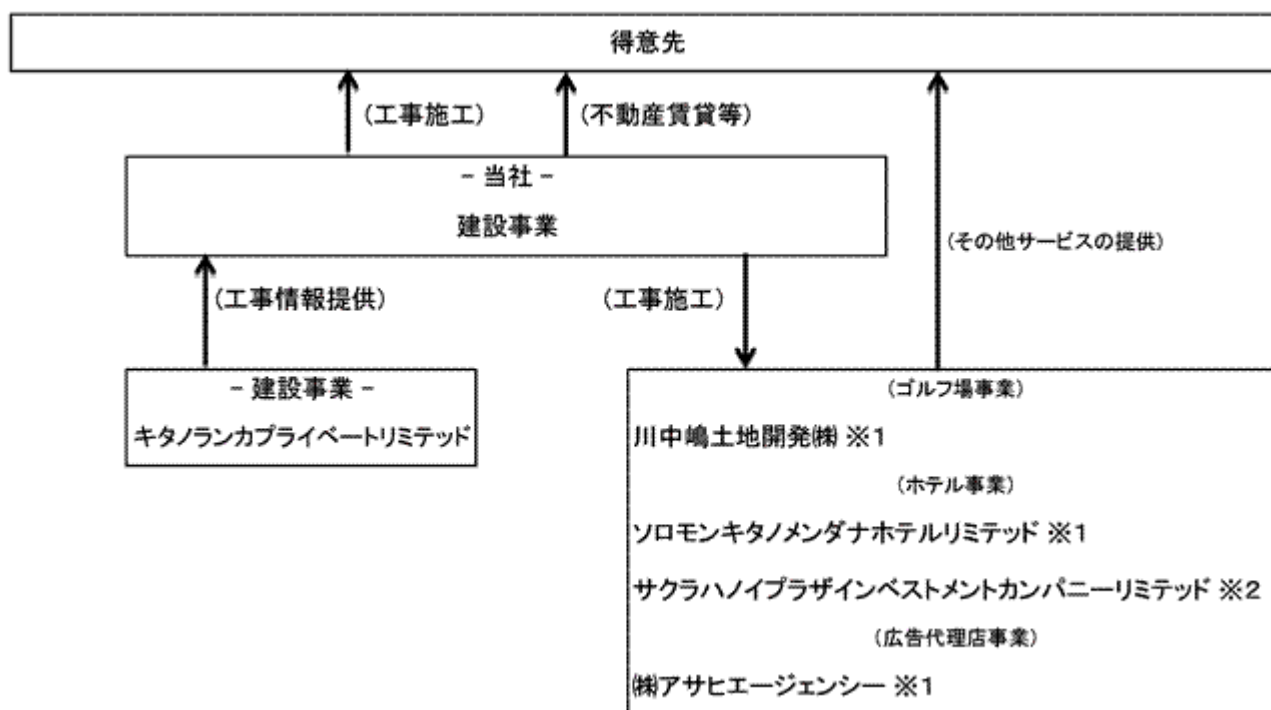 得意先
(工事施工)
(不動産賃貸等)
- 当社 -
建設事業
(その他サービスの提供)
(工事情報提供)
(工事施工)
- 建設事業 -
キタノランカプライベートリミテッド
(ゴルフ場事業)
川中嶋土地開発㈱ ※1
(ホテル事業)
ソロモンキタノメンダナホテルリミテッド ※1
サクラハノイプラザインベストメントカンパニーリミテッド ※2
(広告代理店事業)
㈱アサヒエージェンシー ※1